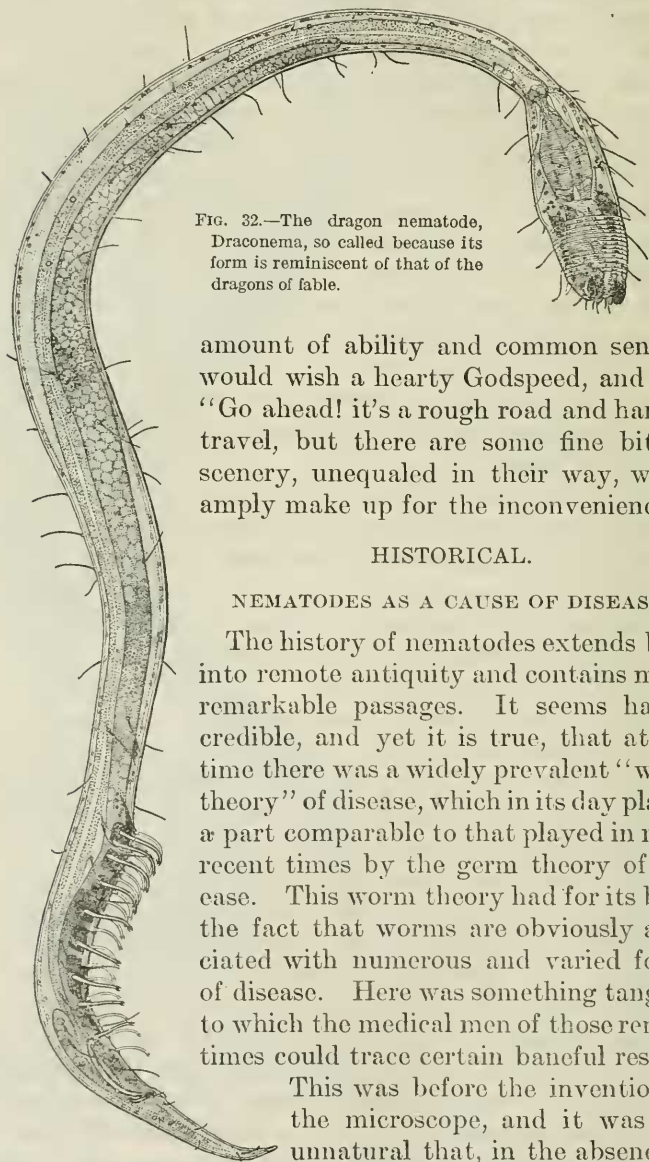 FIG. 32.—The dragon nematode,
Draconema, so called because its
form is reminiscent of that of the
dragons of fable.
amount of ability and common sen
would wish a hearty Godspeed, and
“Go ahead! it's a rough road and har
travel, but there are some fine bit
scenery, unequaled in their way, w
amply make up for the inconvenienc
HISTORICAL.
NEMATODES AS A CAUSE OF DISEAS
The history of nematodes extends b
into remote antiquity and contains m
remarkable passages. It seems ha
credible, and yet it is true, that at
time there was a widely prevalent “w
theory” of disease, which in its day pla
a part comparable to that played in r
recent times by the germ theory of
ease. This worm theory had for its b
the fact that worms are obviously a
ciated with numerous and varied fo
of disease. Here was something tang
to which the medical men of those ren
times could trace certain baneful res
This was before the invention
the microscope, and it was
unnatural that, in the absenc